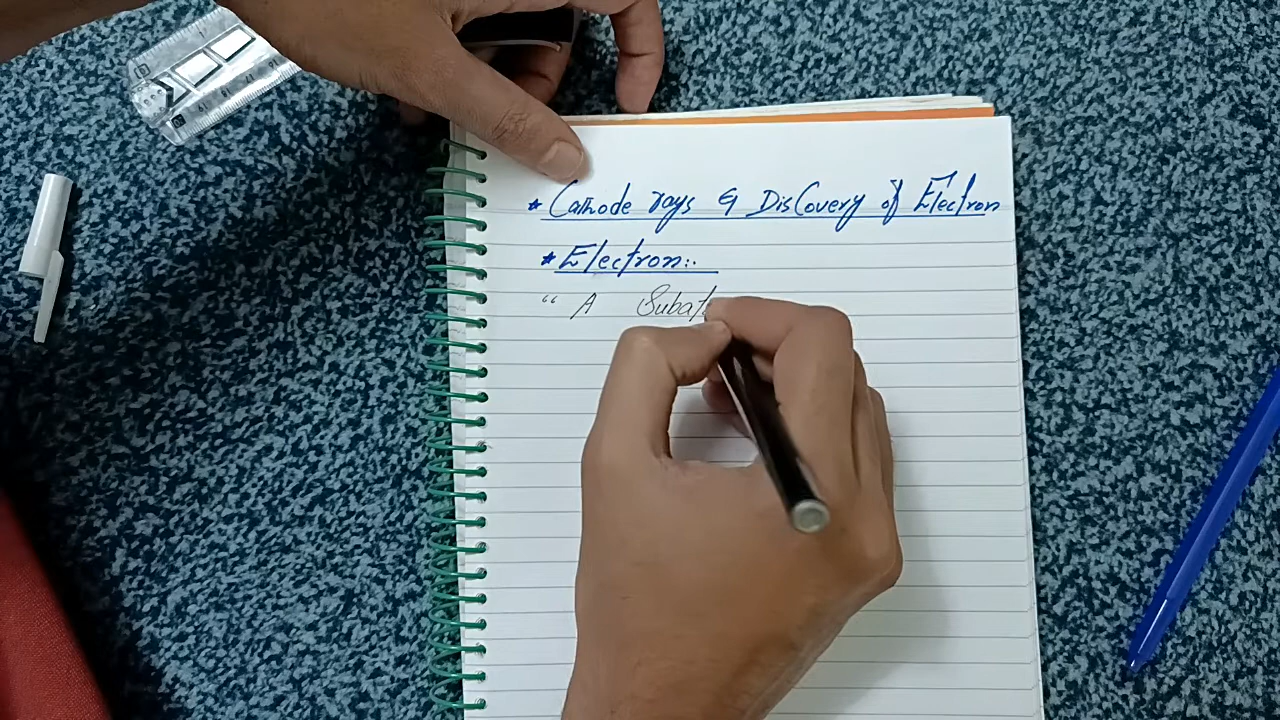 * Cathode rays & Discovery of Electron
* Electron:.
“ A Subat